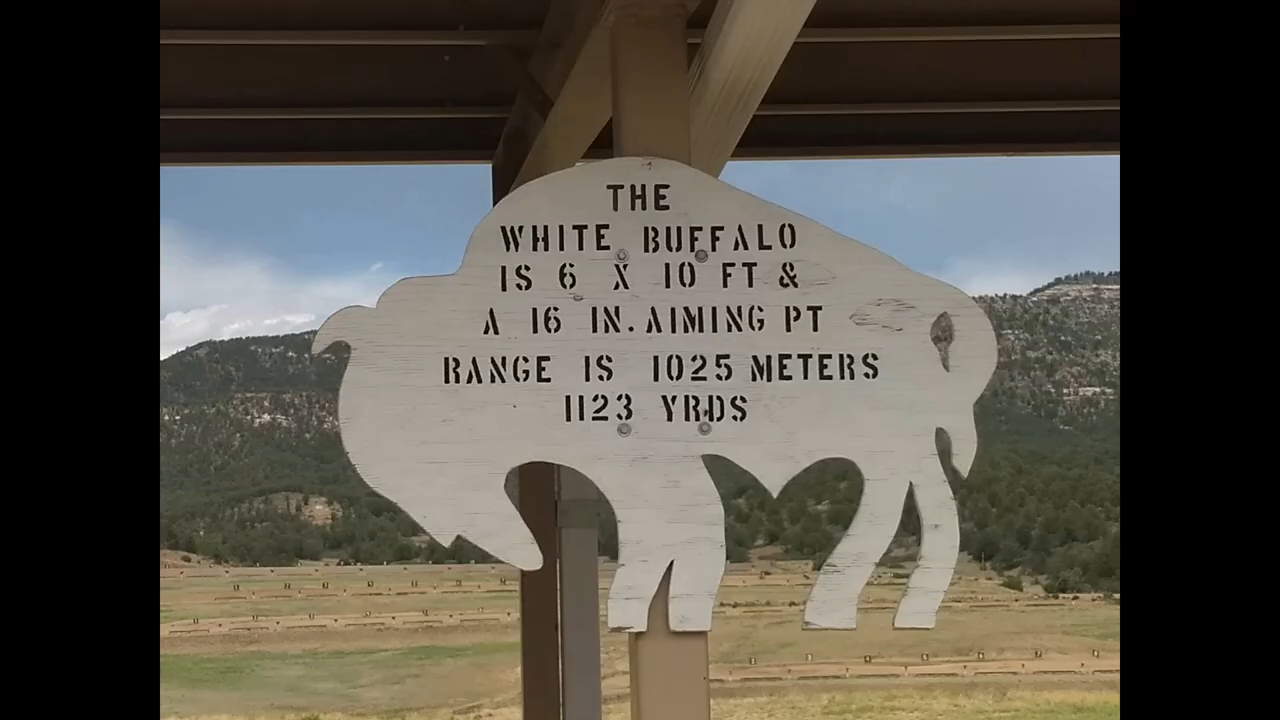 THE
WHITE BUFFALO
IS 6 X 10 FT &
A 16 IN. AIMING PT
RANGE IS 1025 METERS
1123 YRDS